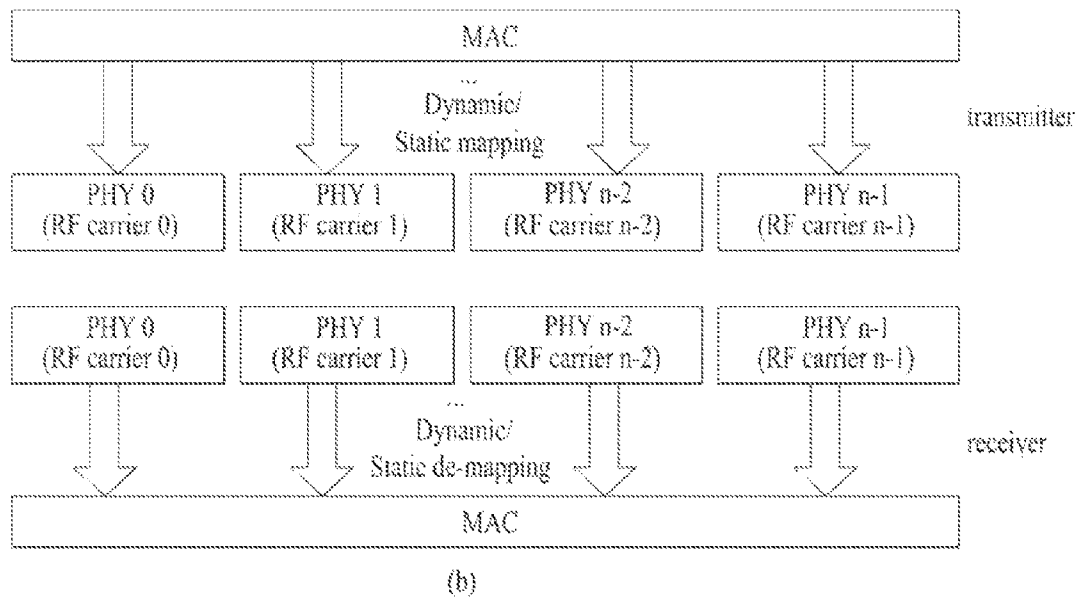 MAC
...
Dynamic/
Static mapping
transmitter
PHY 0
(RF carrier 0)
PHY 1
(RF carrier 1)
PHY n-2
(RF carrier n-2)
PHY n-1
(RF carrier n-1)
PHY 0
(RF carrier 0)
PHY 1
(RF carrier 1)
PHY n-2
(RF carrier n-2)
PHY n-1
(RF carrier n-1)
...
Dynamic/
Static de-mapping
receiver
MAC
(b)